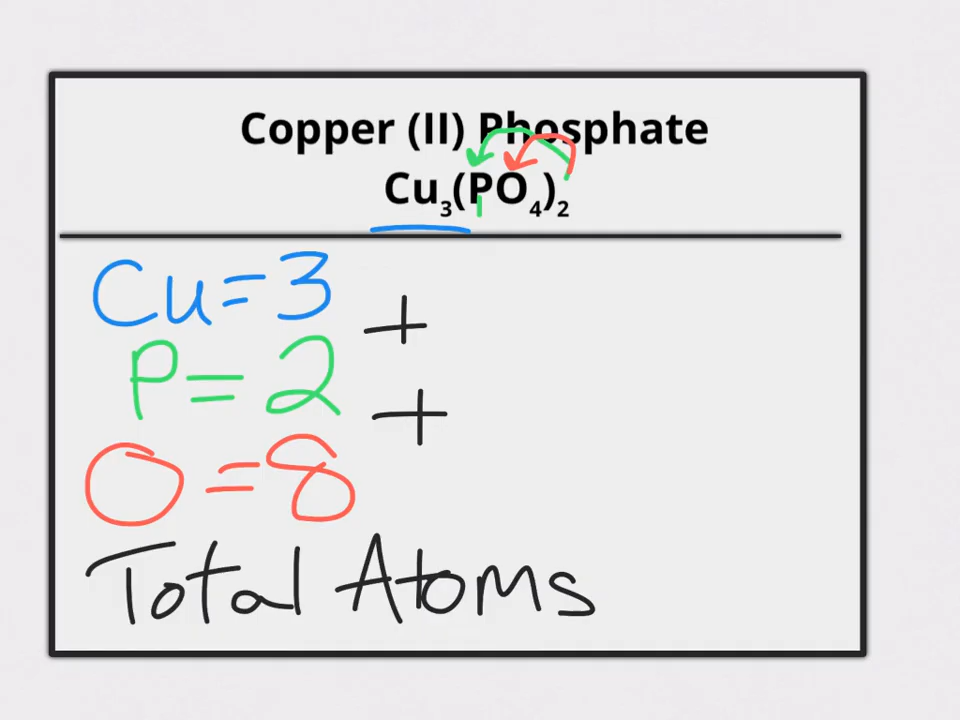 Copper (II) Phosphate
Cu₃(PO₄)₂
Cu=3
+
P=2
+
O=8
Total Atoms